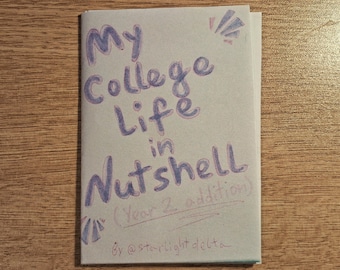 My
College
Life
in
Nutshell
(Year 2 addition)
By @starlightdelta